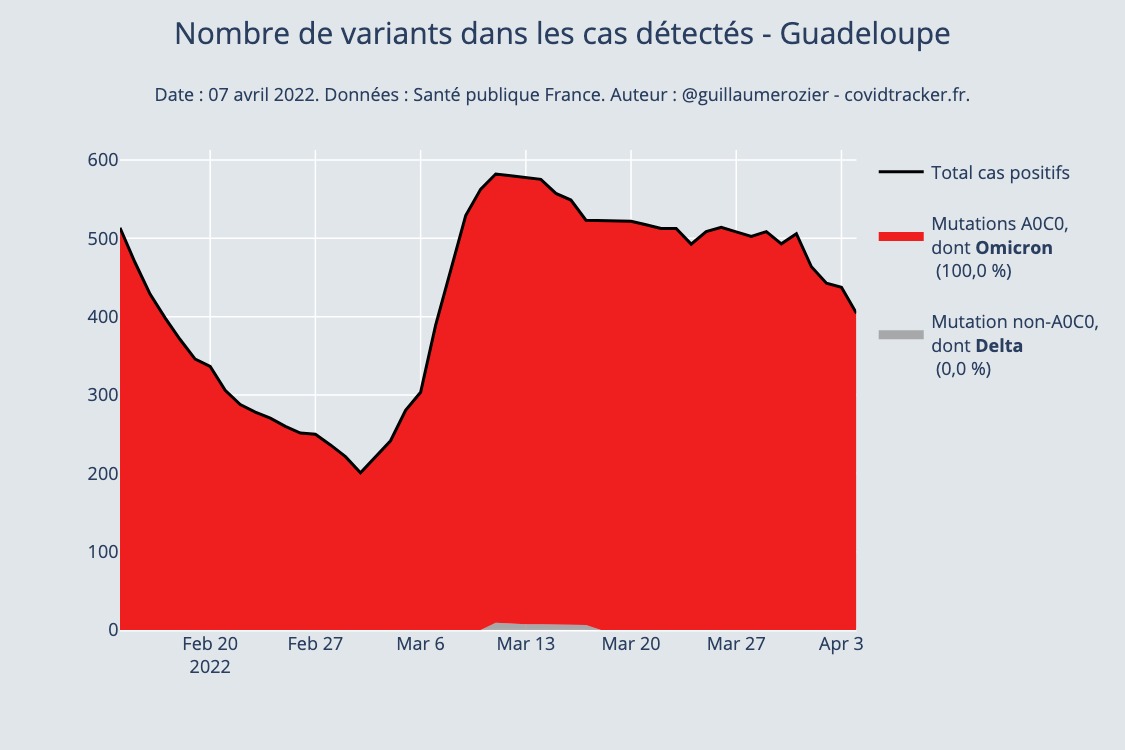 Nombre de variants dans les cas détectés - Guadeloupe
Date : 07 avril 2022. Données : Santé publique France. Auteur : @guillaumerozier - covidtracker.fr.
600
500
400
300
200
100
0
Feb 20
2022
Feb 27
Mar 6
Mar 13
Mar 20
Mar 27
Apr 3
Total cas positifs
Mutations A0C0,
dont Omicron
(100,0 %)
Mutation non-A0C0,
dont Delta
(0,0 %)